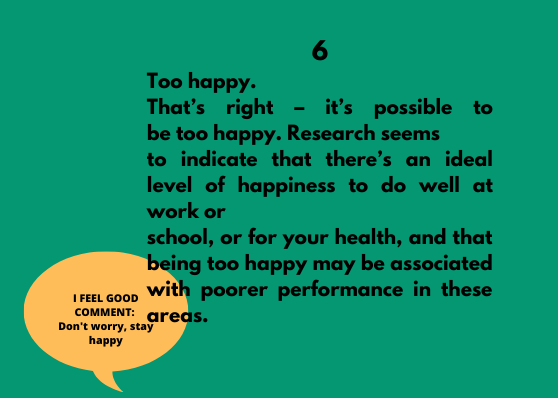 6
Too happy.
That's right – it's possible to
be too happy. Research seems
to indicate that there's an ideal
level of happiness to do well at
work or
school, or for your health, and that
being too happy may be associated
with poorer performance in these
areas.
I FEEL GOOD
COMMENT:
Don't worry, stay
happy